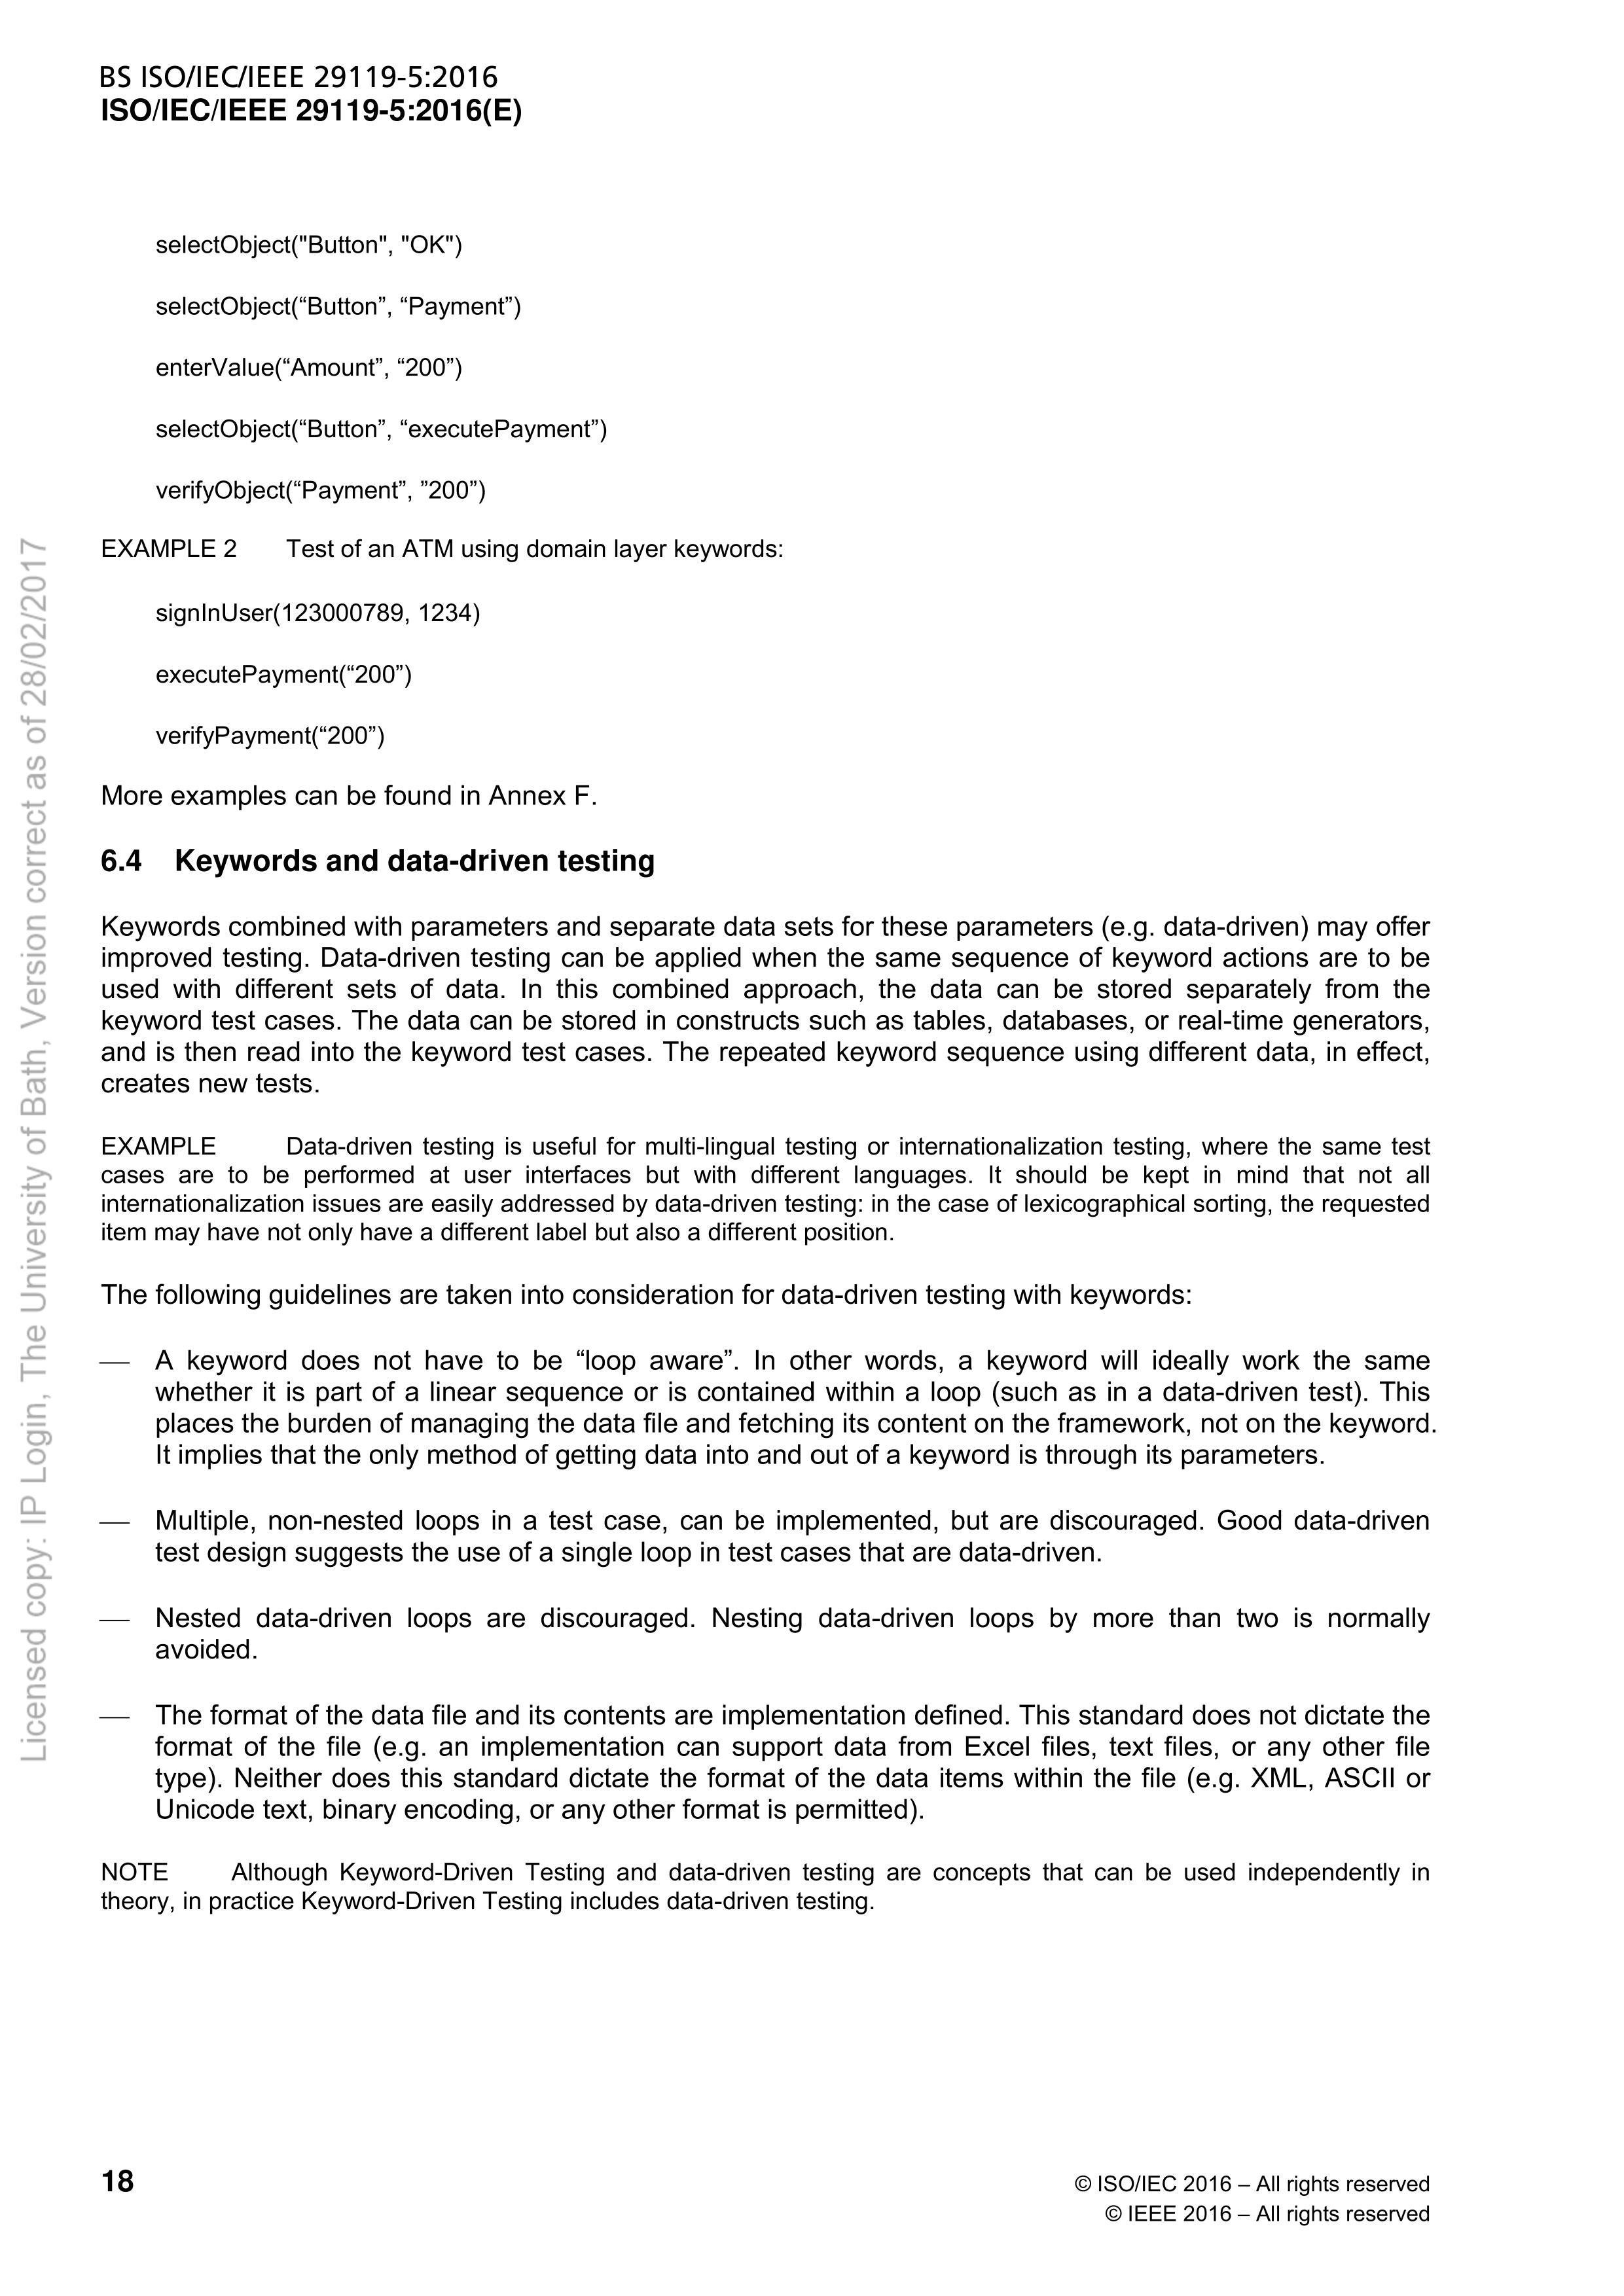 BS ISO/IEC/IEEE 29119-5:2016
ISO/IEC/IEEE 29119-5:2016(E)
selectObject("Button", "OK")
selectObject(“Button”, “Payment”)
enterValue(“Amount”, “200”)
selectObject(“Button”, “executePayment”)
verifyObject(“Payment”, ”200”)
EXAMPLE 2 Test of an ATM using domain layer keywords:
signInUser(123000789, 1234)
executePayment(“200”)
verifyPayment(“200”)
More examples can be found in Annex F.
6.4 Keywords and data-driven testing
Keywords combined with parameters and separate data sets for these parameters (e.g. data-driven) may offer
improved testing. Data-driven testing can be applied when the same sequence of keyword actions are to be
used with different sets of data. In this combined approach, the data can be stored separately from the
keyword test cases. The data can be stored in constructs such as tables, databases, or real-time generators,
and is then read into the keyword test cases. The repeated keyword sequence using different data, in effect,
creates new tests.
EXAMPLE Data-driven testing is useful for multi-lingual testing or internationalization testing, where the same test
cases are to be performed at user interfaces but with different languages. It should be kept in mind that not all
internationalization issues are easily addressed by data-driven testing: in the case of lexicographical sorting, the requested
item may have not only have a different label but also a different position.
The following guidelines are taken into consideration for data-driven testing with keywords:
— A keyword does not have to be “loop aware”. In other words, a keyword will ideally work the same
whether it is part of a linear sequence or is contained within a loop (such as in a data-driven test). This
places the burden of managing the data file and fetching its content on the framework, not on the keyword.
It implies that the only method of getting data into and out of a keyword is through its parameters.
— Multiple, non-nested loops in a test case, can be implemented, but are discouraged. Good data-driven
test design suggests the use of a single loop in test cases that are data-driven.
— Nested data-driven loops are discouraged. Nesting data-driven loops by more than two is normally
avoided.
— The format of the data file and its contents are implementation defined. This standard does not dictate the
format of the file (e.g. an implementation can support data from Excel files, text files, or any other file
type). Neither does this standard dictate the format of the data items within the file (e.g. XML, ASCII or
Unicode text, binary encoding, or any other format is permitted).
NOTE Although Keyword-Driven Testing and data-driven testing are concepts that can be used independently in
theory, in practice Keyword-Driven Testing includes data-driven testing.
18
© ISO/IEC 2016 – All rights reserved
© IEEE 2016 – All rights reserved
Licensed copy: IP Login, The University of Bath, Version correct as of 28/02/2017